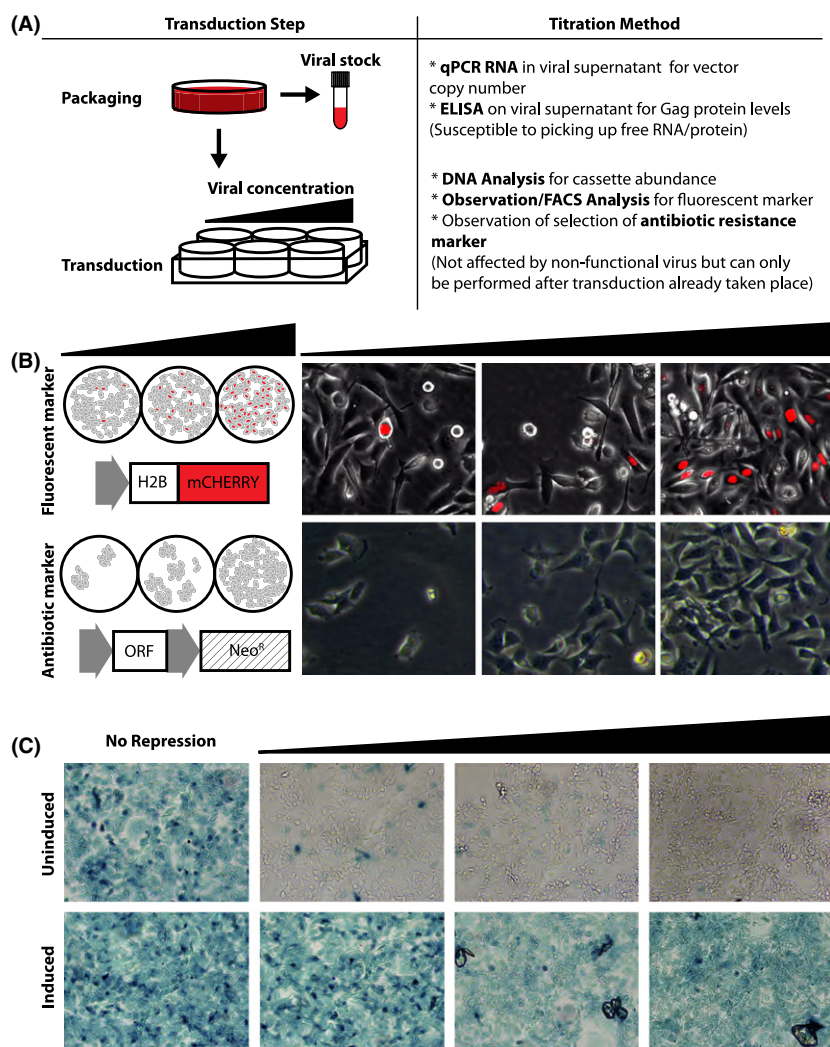 (A)
Transduction Step
Titration Method
Viral stock
Packaging
Viral concentration
Transduction
* qPCR RNA in viral supernatant for vector
copy number
* ELISA on viral supernatant for Gag protein levels
(Susceptible to picking up free RNA/protein)
* DNA Analysis for cassette abundance
* Observation/FACS Analysis for fluorescent marker
* Observation of selection of antibiotic resistance
marker
(Not affected by non-functional virus but can only
be performed after transduction already taken place)
(B)
Fluorescent marker
H2B
mCHERRY
Antibiotic marker
ORF
Neoᴿ
(C)
No Repression
Uninduced
Induced